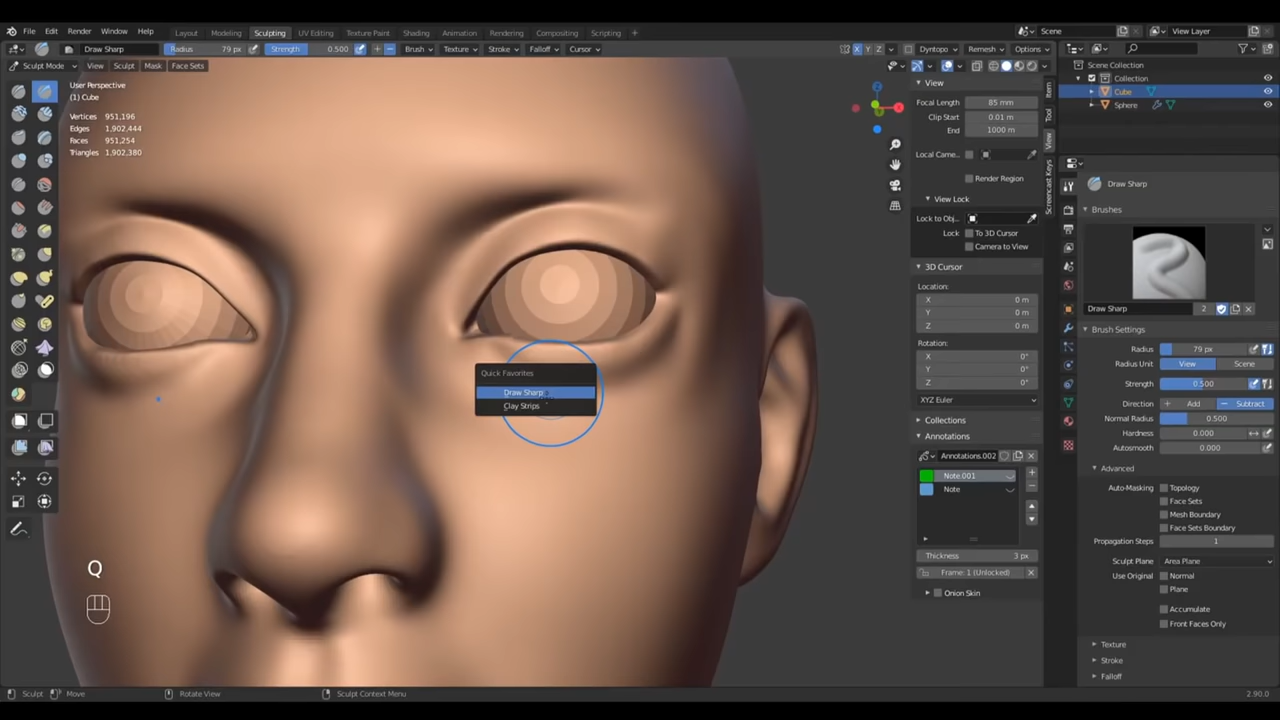 File Edit Render Window Help Layout Modeling Sculpting UV Editing Texture Paint Shading Animation Rendering Compositing Scripting + Scene View Layer
Draw Sharp Radius 79 px Strength 0.500 + − Brush Texture Stroke Falloff Cursor X Y Z Dyntopo Remesh Options
Sculpt Mode View Sculpt Mask Face Sets
User Perspective
(1) Cube
Vertices 951,196
Edges 1,902,444
Faces 951,254
Triangles 1,902,380
Quick Favorites
Draw Sharp
Clay Strips
Q
View
Focal Length 85 mm
Clip Start 0.01 m
End 1000 m
Local Came...
Render Region
View Lock
Lock to Obj...
Lock To 3D Cursor
Camera to View
3D Cursor
Location:
X 0 m
Y 0 m
Z 0 m
Rotation:
X 0°
Y 0°
Z 0°
XYZ Euler
Collections
Annotations
Annotations.002
Note.001
Note
Thickness 3 px
Frame: 1 (Unlocked)
Onion Skin
Item
Tool
View
Screencast Keys
Scene Collection
Collection
Cube
Sphere
Draw Sharp
Brushes
Draw Sharp 2
Brush Settings
Radius 79 px
Radius Unit View Scene
Strength 0.500
Direction + Add − Subtract
Normal Radius 0.500
Hardness 0.000
Autosmooth 0.000
Advanced
Auto-Masking Topology
Face Sets
Mesh Boundary
Face Sets Boundary
Propagation Steps 1
Sculpt Plane Area Plane
Use Original Normal
Plane
Accumulate
Front Faces Only
Texture
Stroke
Falloff
Sculpt Move Rotate View Sculpt Context Menu 2.90.0